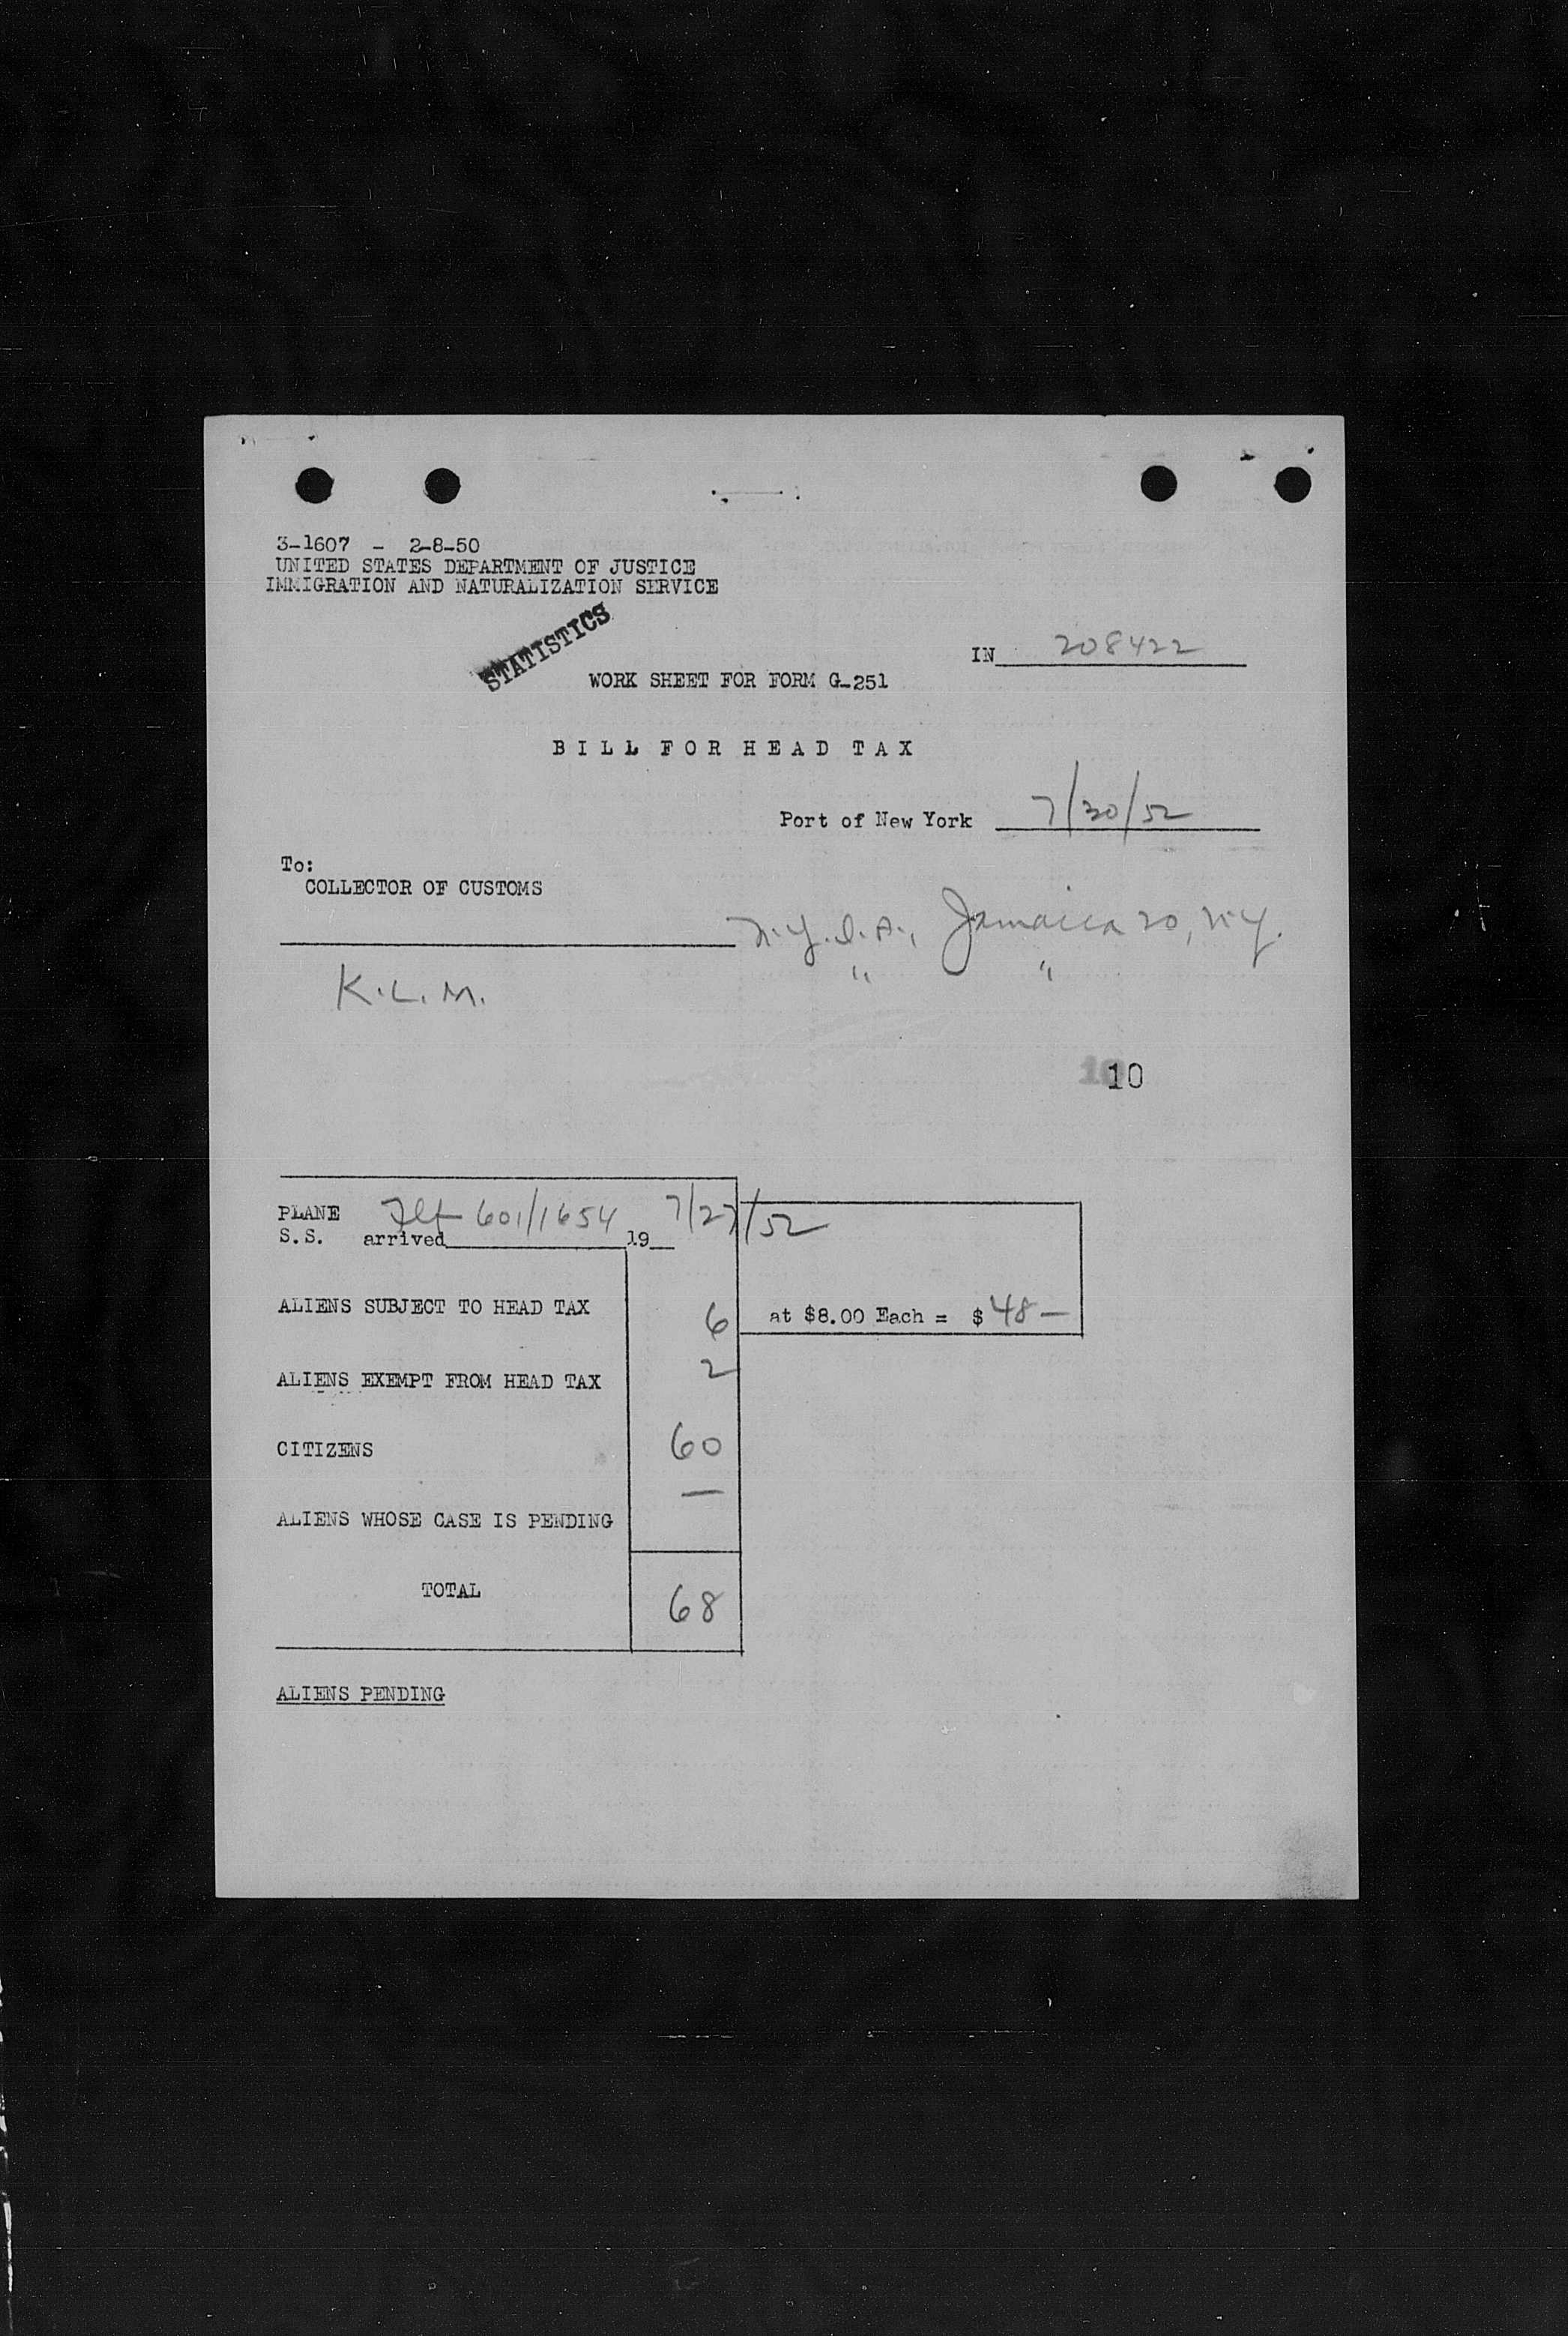 3-1607 - 2-8-50
UNITED STATES DEPARTMENT OF JUSTICE
IMMIGRATION AND NATURALIZATION SERVICE
STATISTICS
IN 208422
WORK SHEET FOR FORM G-251
BILL FOR HEAD TAX
Port of New York 7/30/52
To:
COLLECTOR OF CUSTOMS
N.Y.I.A., Jamaica 20, N.Y.
" "
K.L.M.
10
PLANE Flt 601/1654 7/27/52
S.S. arrived 19
ALIENS SUBJECT TO HEAD TAX 6 at $8.00 Each = $ 48—
ALIENS EXEMPT FROM HEAD TAX 2
CITIZENS 60
ALIENS WHOSE CASE IS PENDING —
TOTAL 68
ALIENS PENDING